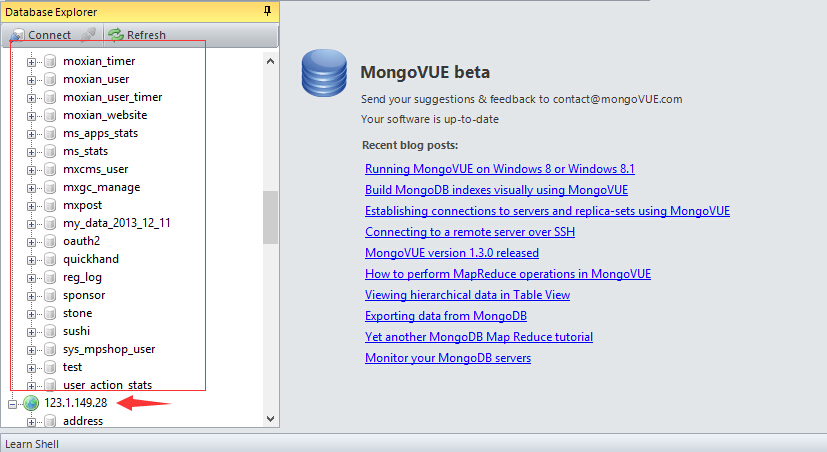 Database Explorer
Connect
Refresh
moxian_timer
moxian_user
moxian_user_timer
moxian_website
ms_apps_stats
ms_stats
mxcms_user
mxgc_manage
mxpost
my_data_2013_12_11
oauth2
quickhand
reg_log
sponsor
stone
sushi
sys_mpshop_user
test
user_action_stats
123.1.149.28
address
MongoVUE beta
Send your suggestions & feedback to contact@mongoVUE.com
Your software is up-to-date
Recent blog posts:
Running MongoVUE on Windows 8 or Windows 8.1
Build MongoDB indexes visually using MongoVUE
Establishing connections to servers and replica-sets using MongoVUE
Connecting to a remote server over SSH
MongoVUE version 1.3.0 released
How to perform MapReduce operations in MongoVUE
Viewing hierarchical data in Table View
Exporting data from MongoDB
Yet another MongoDB Map Reduce tutorial
Monitor your MongoDB servers
Learn Shell